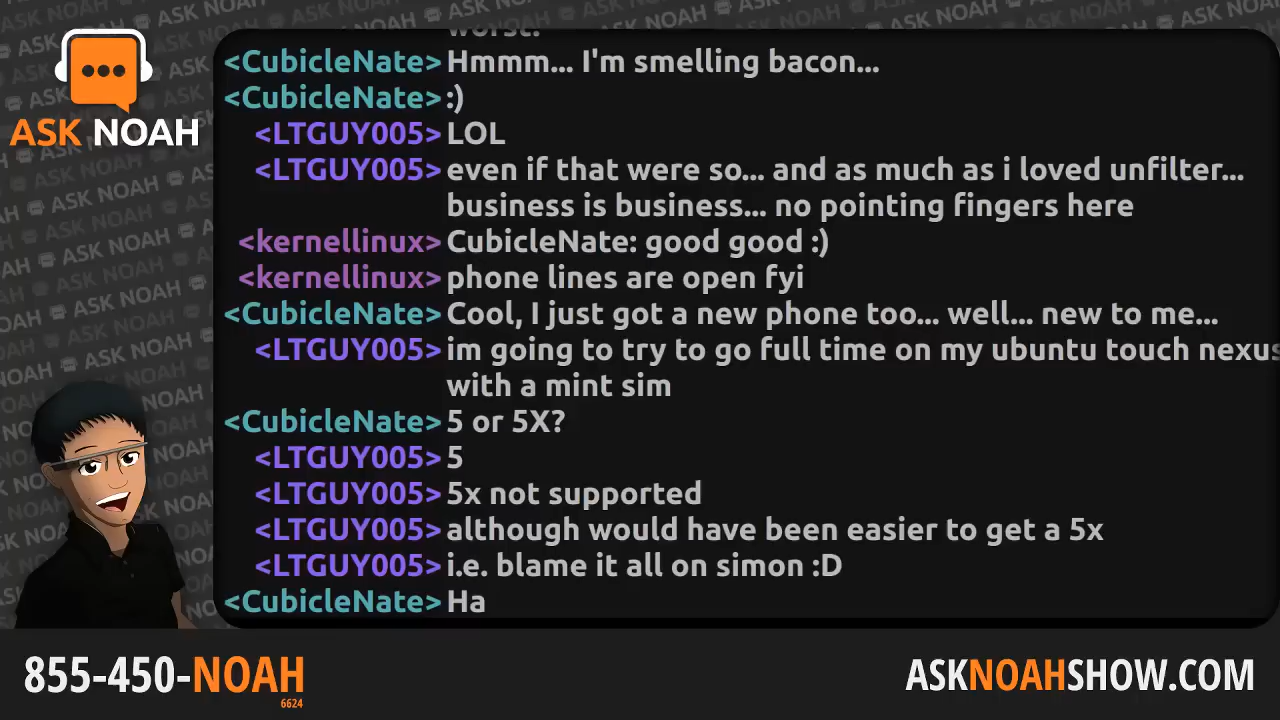 worst.
<CubicleNate> Hmmm... I'm smelling bacon...
<CubicleNate> :)
<LTGUY005> LOL
<LTGUY005> even if that were so... and as much as i loved unfilter...
business is business... no pointing fingers here
<kernellinux> CubicleNate: good good :)
<kernellinux> phone lines are open fyi
<CubicleNate> Cool, I just got a new phone too... well... new to me...
<LTGUY005> im going to try to go full time on my ubuntu touch nexus
with a mint sim
<CubicleNate> 5 or 5X?
<LTGUY005> 5
<LTGUY005> 5x not supported
<LTGUY005> although would have been easier to get a 5x
<LTGUY005> i.e. blame it all on simon :D
<CubicleNate> Ha
ASK NOAH
855-450-NOAH
6624
ASKNOAHSHOW.COM